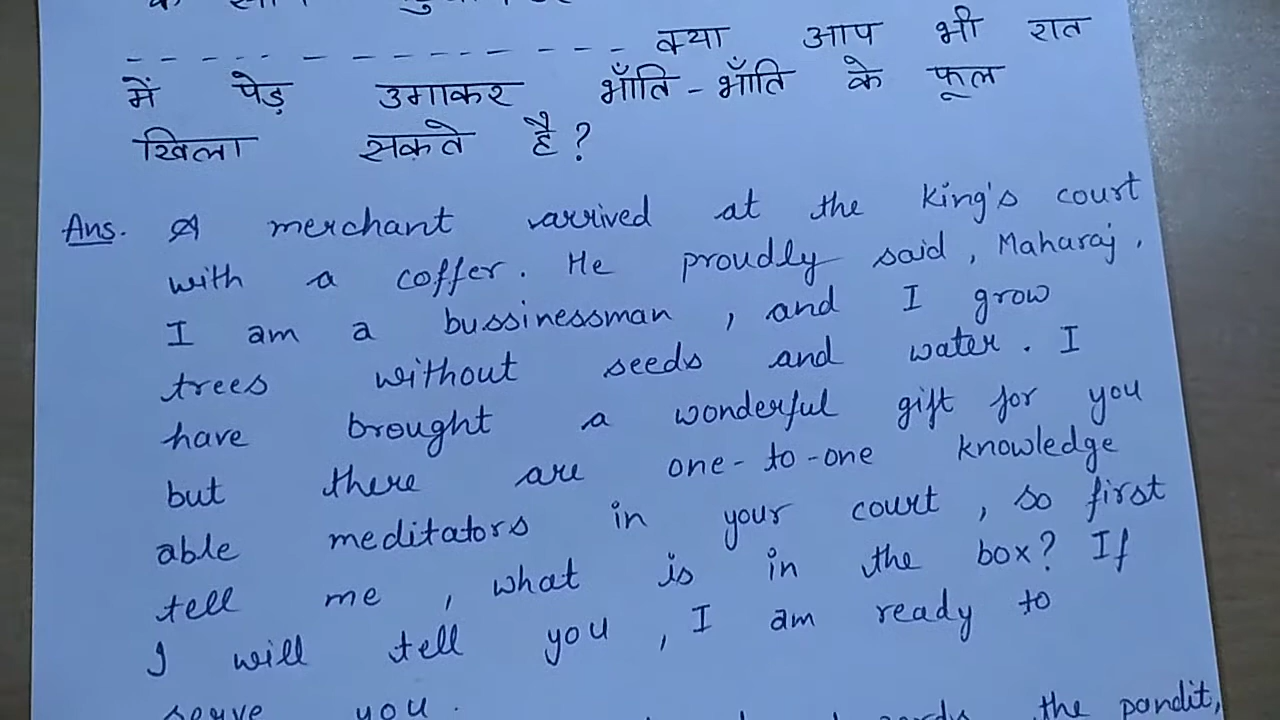 - - - - - - - - - - - - - - - क्या आप भी रात
में पेड़ उगाकर भाँति-भाँति के फूल
खिला सकते है?
Ans. A merchant arrived at the king's court
with a coffer. He proudly said, Maharaj,
I am a bussinessman, and I grow
trees without seeds and water. I
have brought a wonderful gift for you
but there are one-to-one knowledge
able meditators in your court, so first
tell me, what is in the box? If
I will tell you, I am ready to
serve you.
the pandit,